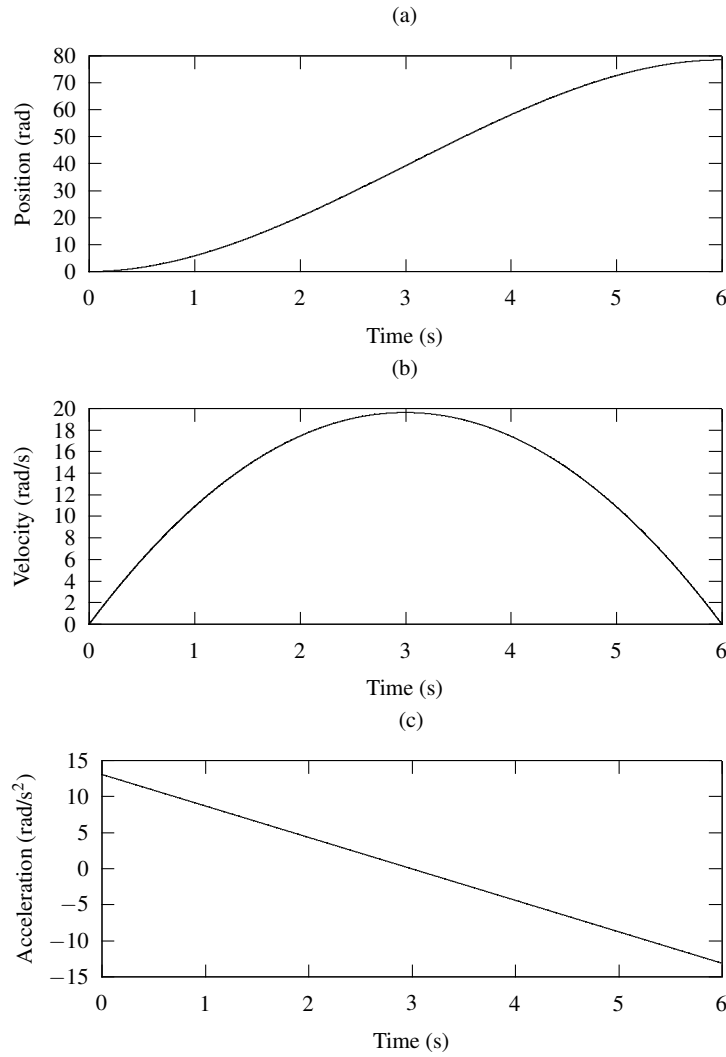 (a)
80
70
60
50
40
30
20
10
0
Position (rad)
0 1 2 3 4 5 6
Time (s)
(b)
20
18
16
14
12
10
8
6
4
2
0
Velocity (rad/s)
0 1 2 3 4 5 6
Time (s)
(c)
15
10
5
0
−5
−10
−15
Acceleration (rad/s²)
0 1 2 3 4 5 6
Time (s)